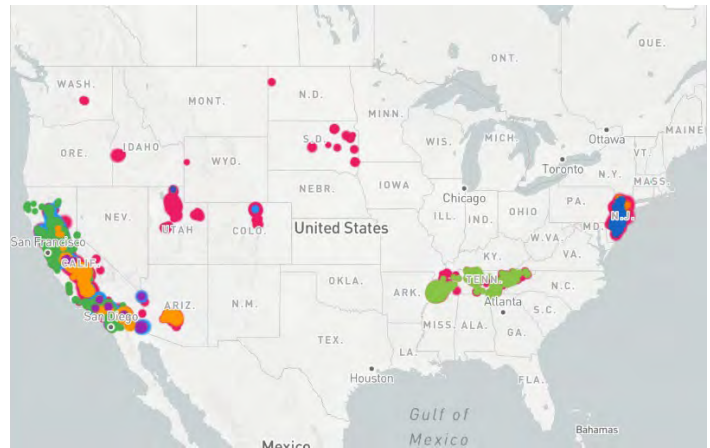 QUE.
ONT.
WASH.
MONT.
N.D.
MINN.
MAINE
Ottawa
VT.
ORE.
IDAHO
S.D.
WIS.
MICH.
Toronto
N.Y.
MASS.
WYO.
IOWA
Chicago
PA.
NEBR.
NEV.
UTAH
COLO.
United States
ILL.
IND.
OHIO
MD.
N.J.
San Francisco
W.VA.
VA.
CALIF.
KY.
OKLA.
TENN.
N.C.
ARIZ.
N.M.
ARK.
Atlanta
San Diego
S.C.
MISS.
ALA.
GA.
TEX.
LA.
Houston
FLA.
Gulf of
Mexico
Bahamas
Mexico